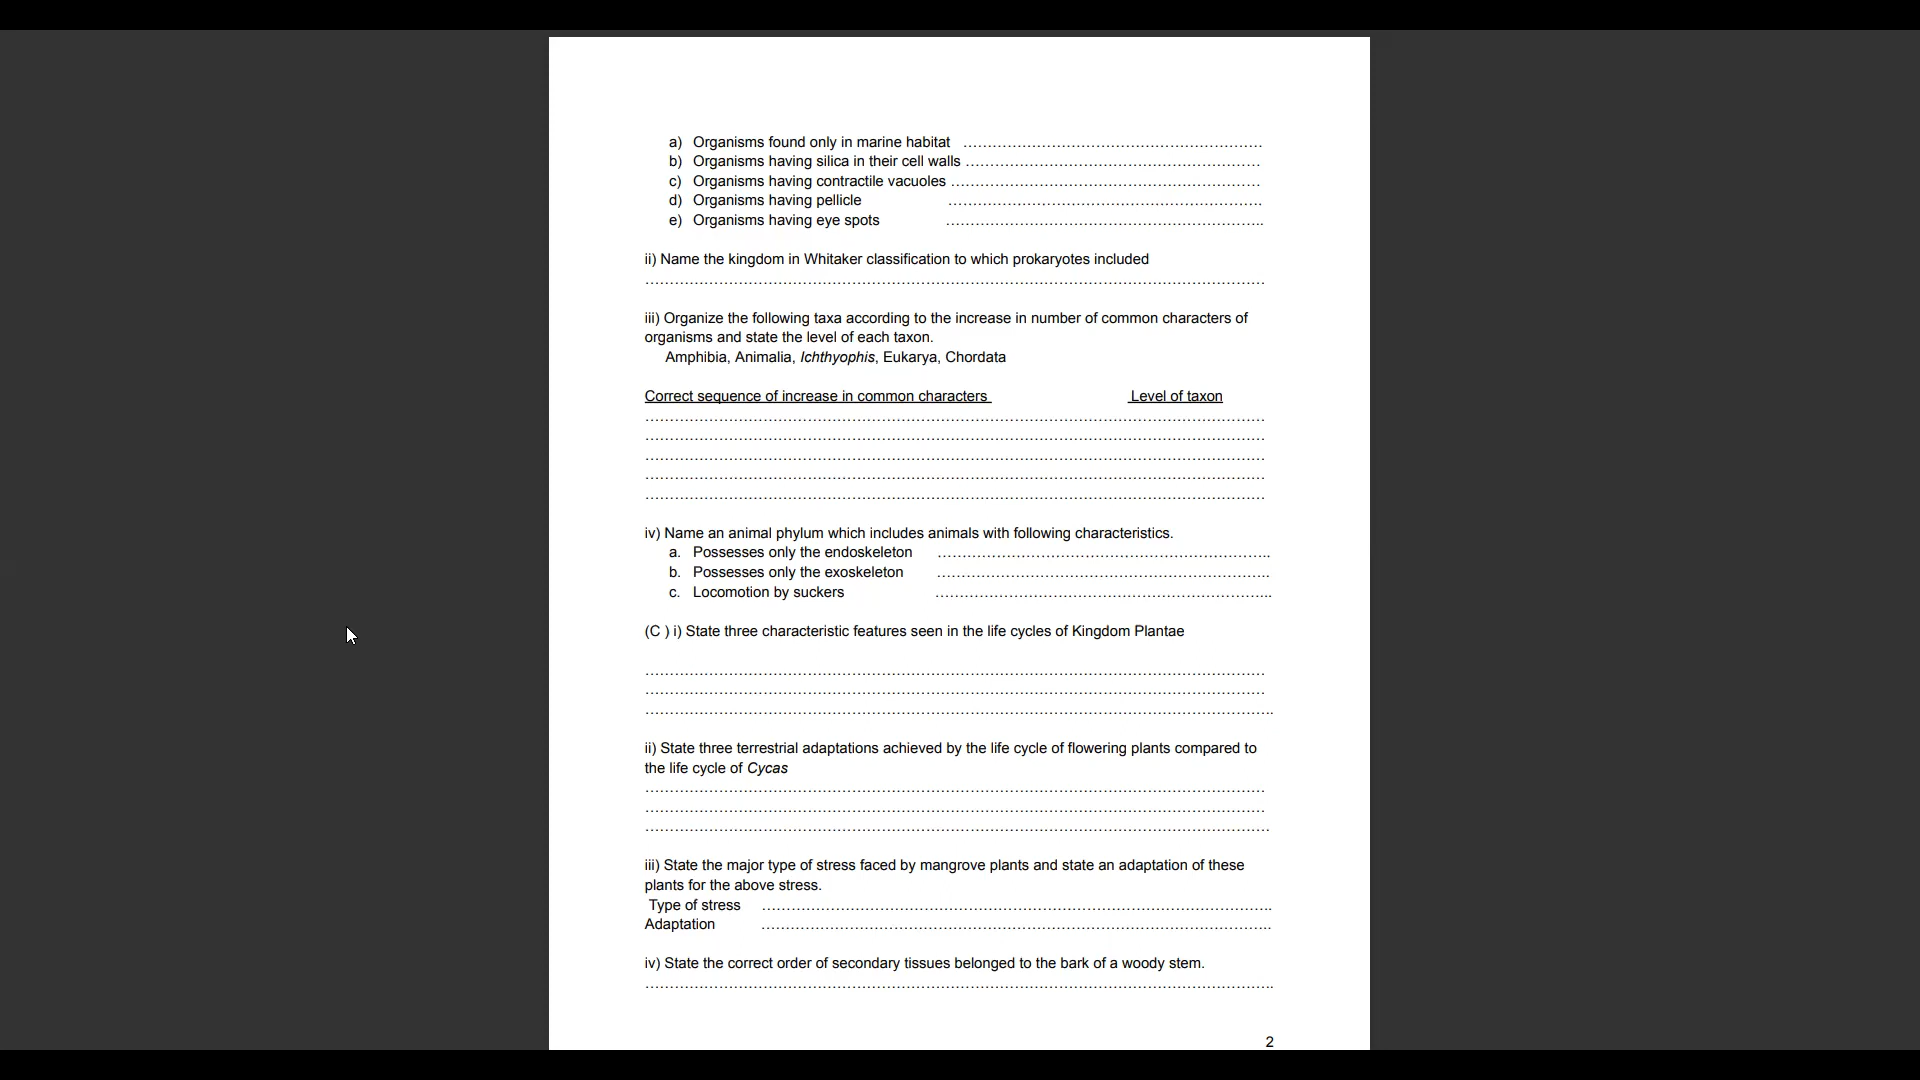 a) Organisms found only in marine habitat ……………………………………………………
b) Organisms having silica in their cell walls ……………………………………………………
c) Organisms having contractile vacuoles ………………………………………………………
d) Organisms having pellicle ……………………………………………………….
e) Organisms having eye spots ………………………………………………………..
ii) Name the kingdom in Whitaker classification to which prokaryotes included
………………………………………………………………………………………………………………
iii) Organize the following taxa according to the increase in number of common characters of
organisms and state the level of each taxon.
Amphibia, Animalia, Ichthyophis, Eukarya, Chordata
Correct sequence of increase in common characters Level of taxon
………………………………………………………………………………………………………………
………………………………………………………………………………………………………………
………………………………………………………………………………………………………………
………………………………………………………………………………………………………………
………………………………………………………………………………………………………………
iv) Name an animal phylum which includes animals with following characteristics.
a. Possesses only the endoskeleton …………………………………………………………..
b. Possesses only the exoskeleton …………………………………………………………..
c. Locomotion by suckers …………………………………………………………...
(C ) i) State three characteristic features seen in the life cycles of Kingdom Plantae
………………………………………………………………………………………………………………
………………………………………………………………………………………………………………
………………………………………………………………………………………………………………..
ii) State three terrestrial adaptations achieved by the life cycle of flowering plants compared to
the life cycle of Cycas
………………………………………………………………………………………………………………
………………………………………………………………………………………………………………
……………………………………………………………………………………………………………….
iii) State the major type of stress faced by mangrove plants and state an adaptation of these
plants for the above stress.
Type of stress …………………………………………………………………………………………..
Adaptation …………………………………………………………………………………………..
iv) State the correct order of secondary tissues belonged to the bark of a woody stem.
………………………………………………………………………………………………………………..
2